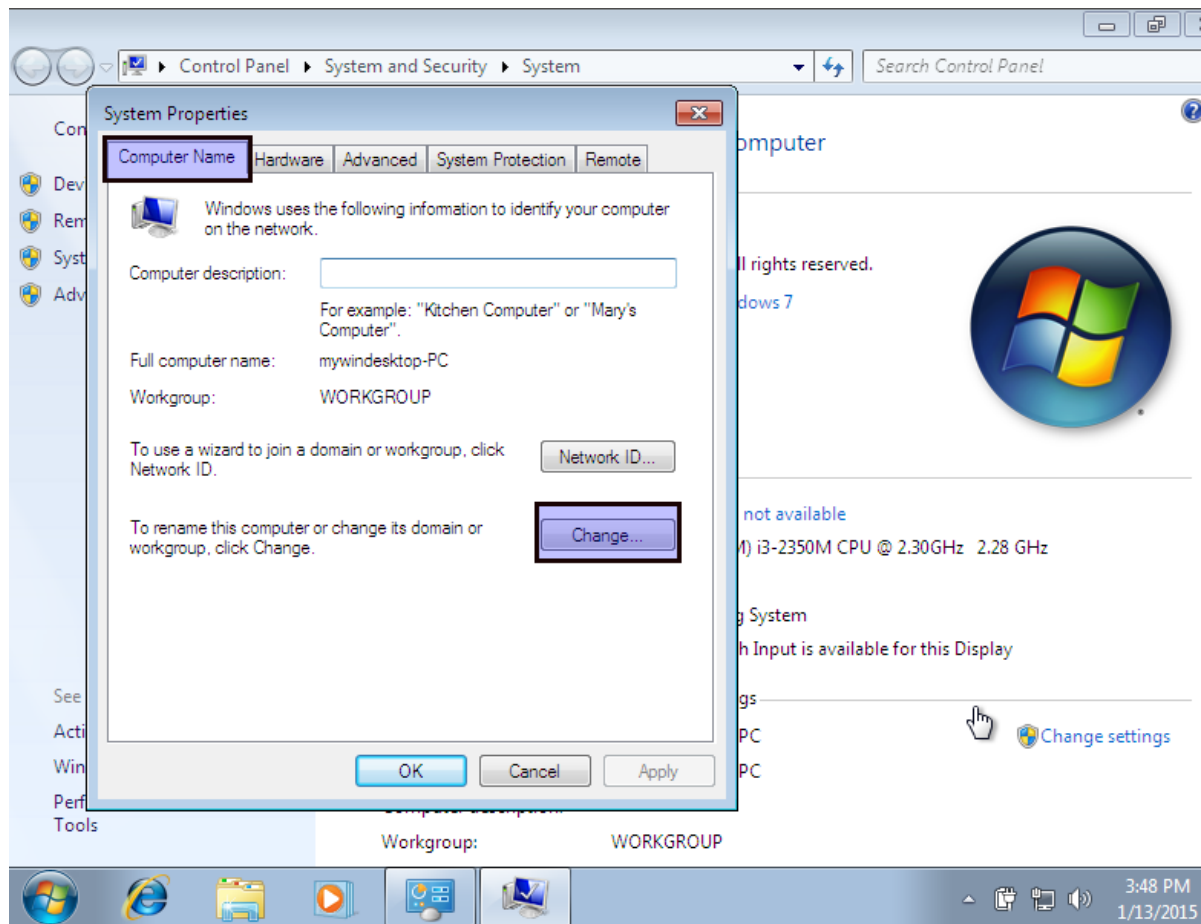 Control Panel System and Security System
Search Control Panel
System Properties
Computer Name Hardware Advanced System Protection Remote
Windows uses the following information to identify your computer
on the network.
Computer description:
For example: "Kitchen Computer" or "Mary's
Computer".
Full computer name: mywindesktop-PC
Workgroup: WORKGROUP
To use a wizard to join a domain or workgroup, click
Network ID.
Network ID...
To rename this computer or change its domain or
workgroup, click Change.
Change...
OK Cancel Apply
Con
Dev
Rem
Syst
Adv
See
Acti
Win
Perf
Tools
omputer
ll rights reserved.
dows 7
not available
M) i3-2350M CPU @ 2.30GHz 2.28 GHz
g System
h Input is available for this Display
gs
PC
Change settings
PC
Workgroup: WORKGROUP
3:48 PM
1/13/2015